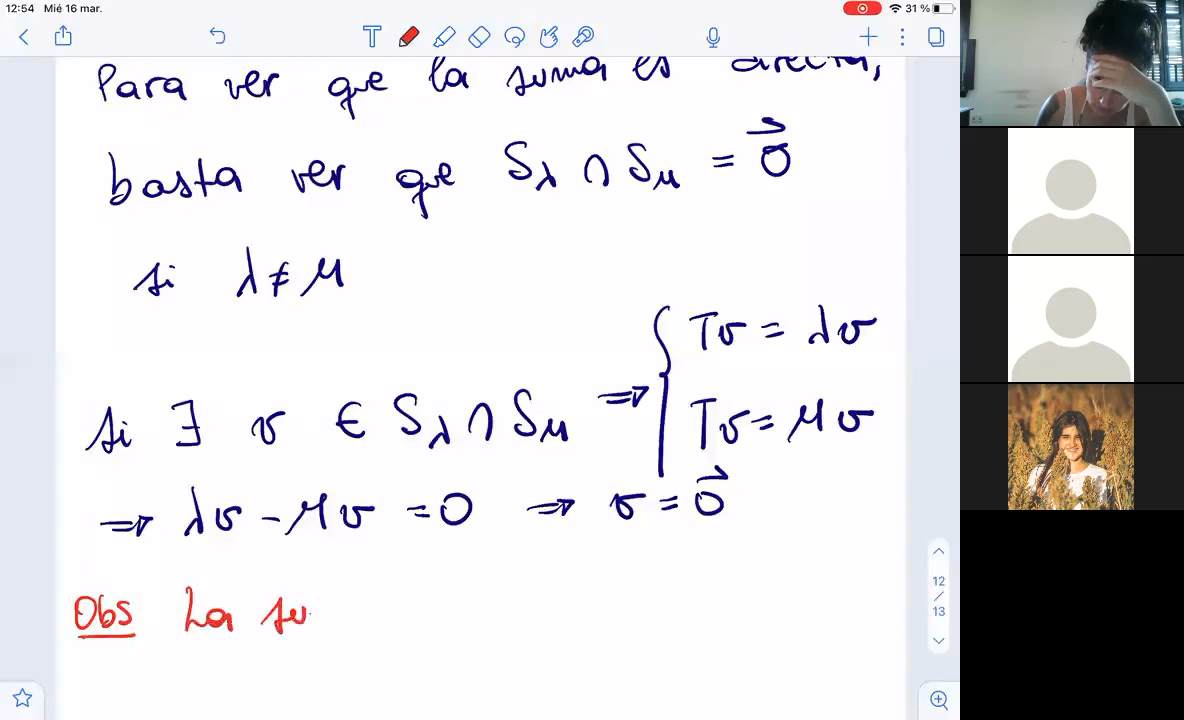 12:54 Mié 16 mar.
31 %
Para ver que la suma es directa,
basta ver que Sλ ∩ Sμ = 0⃗
si λ ≠ μ
Tv = λv
si ∃ v ∈ Sλ ∩ Sμ ⇒ { Tv = μv
⇒ λv - μv = 0 ⇒ v = 0⃗
Obs La su
12
/
13